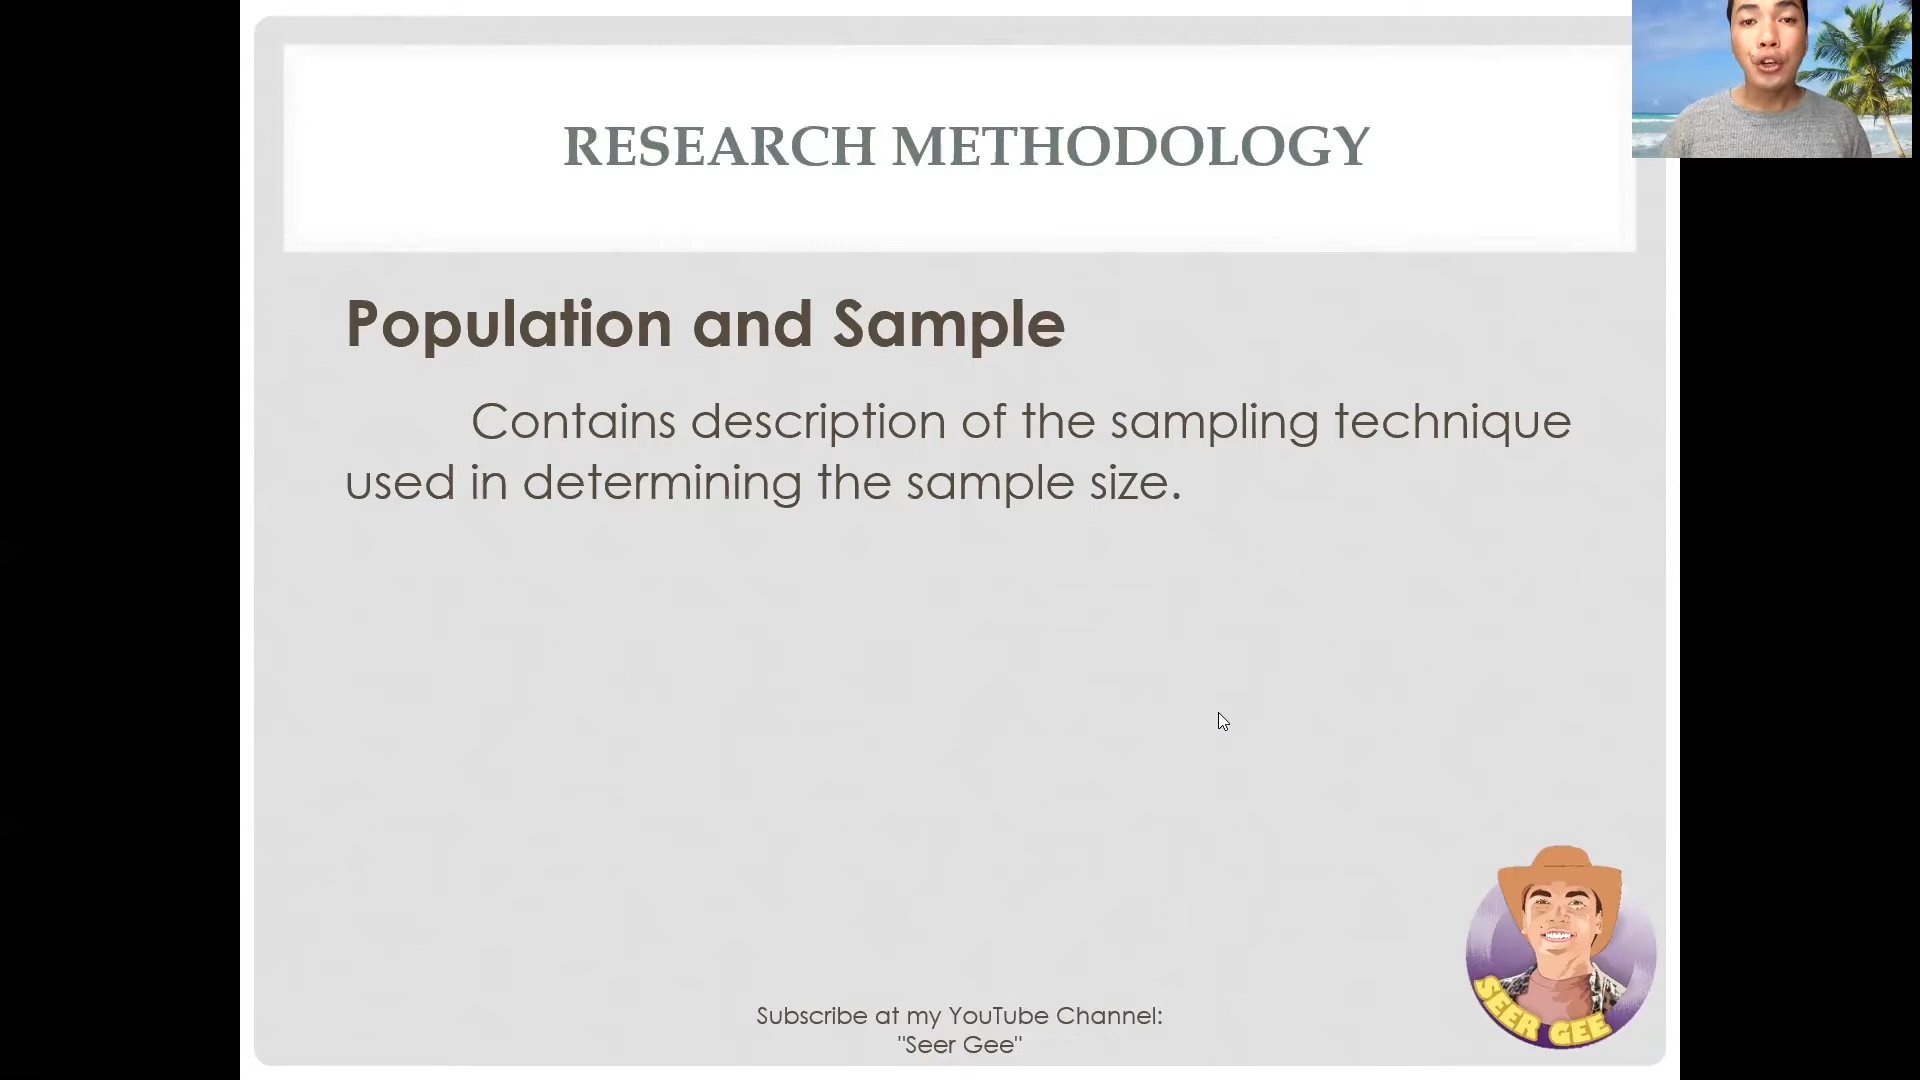 RESEARCH METHODOLOGY
Population and Sample
Contains description of the sampling technique
used in determining the sample size.
Subscribe at my YouTube Channel:
"Seer Gee"
SEER GEE